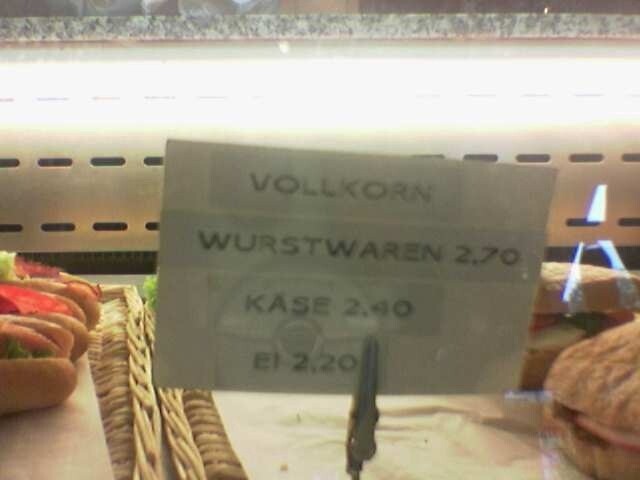 VOLLKORN
WURSTWAREN 2.70
KÄSE 2.40
EI 2.20